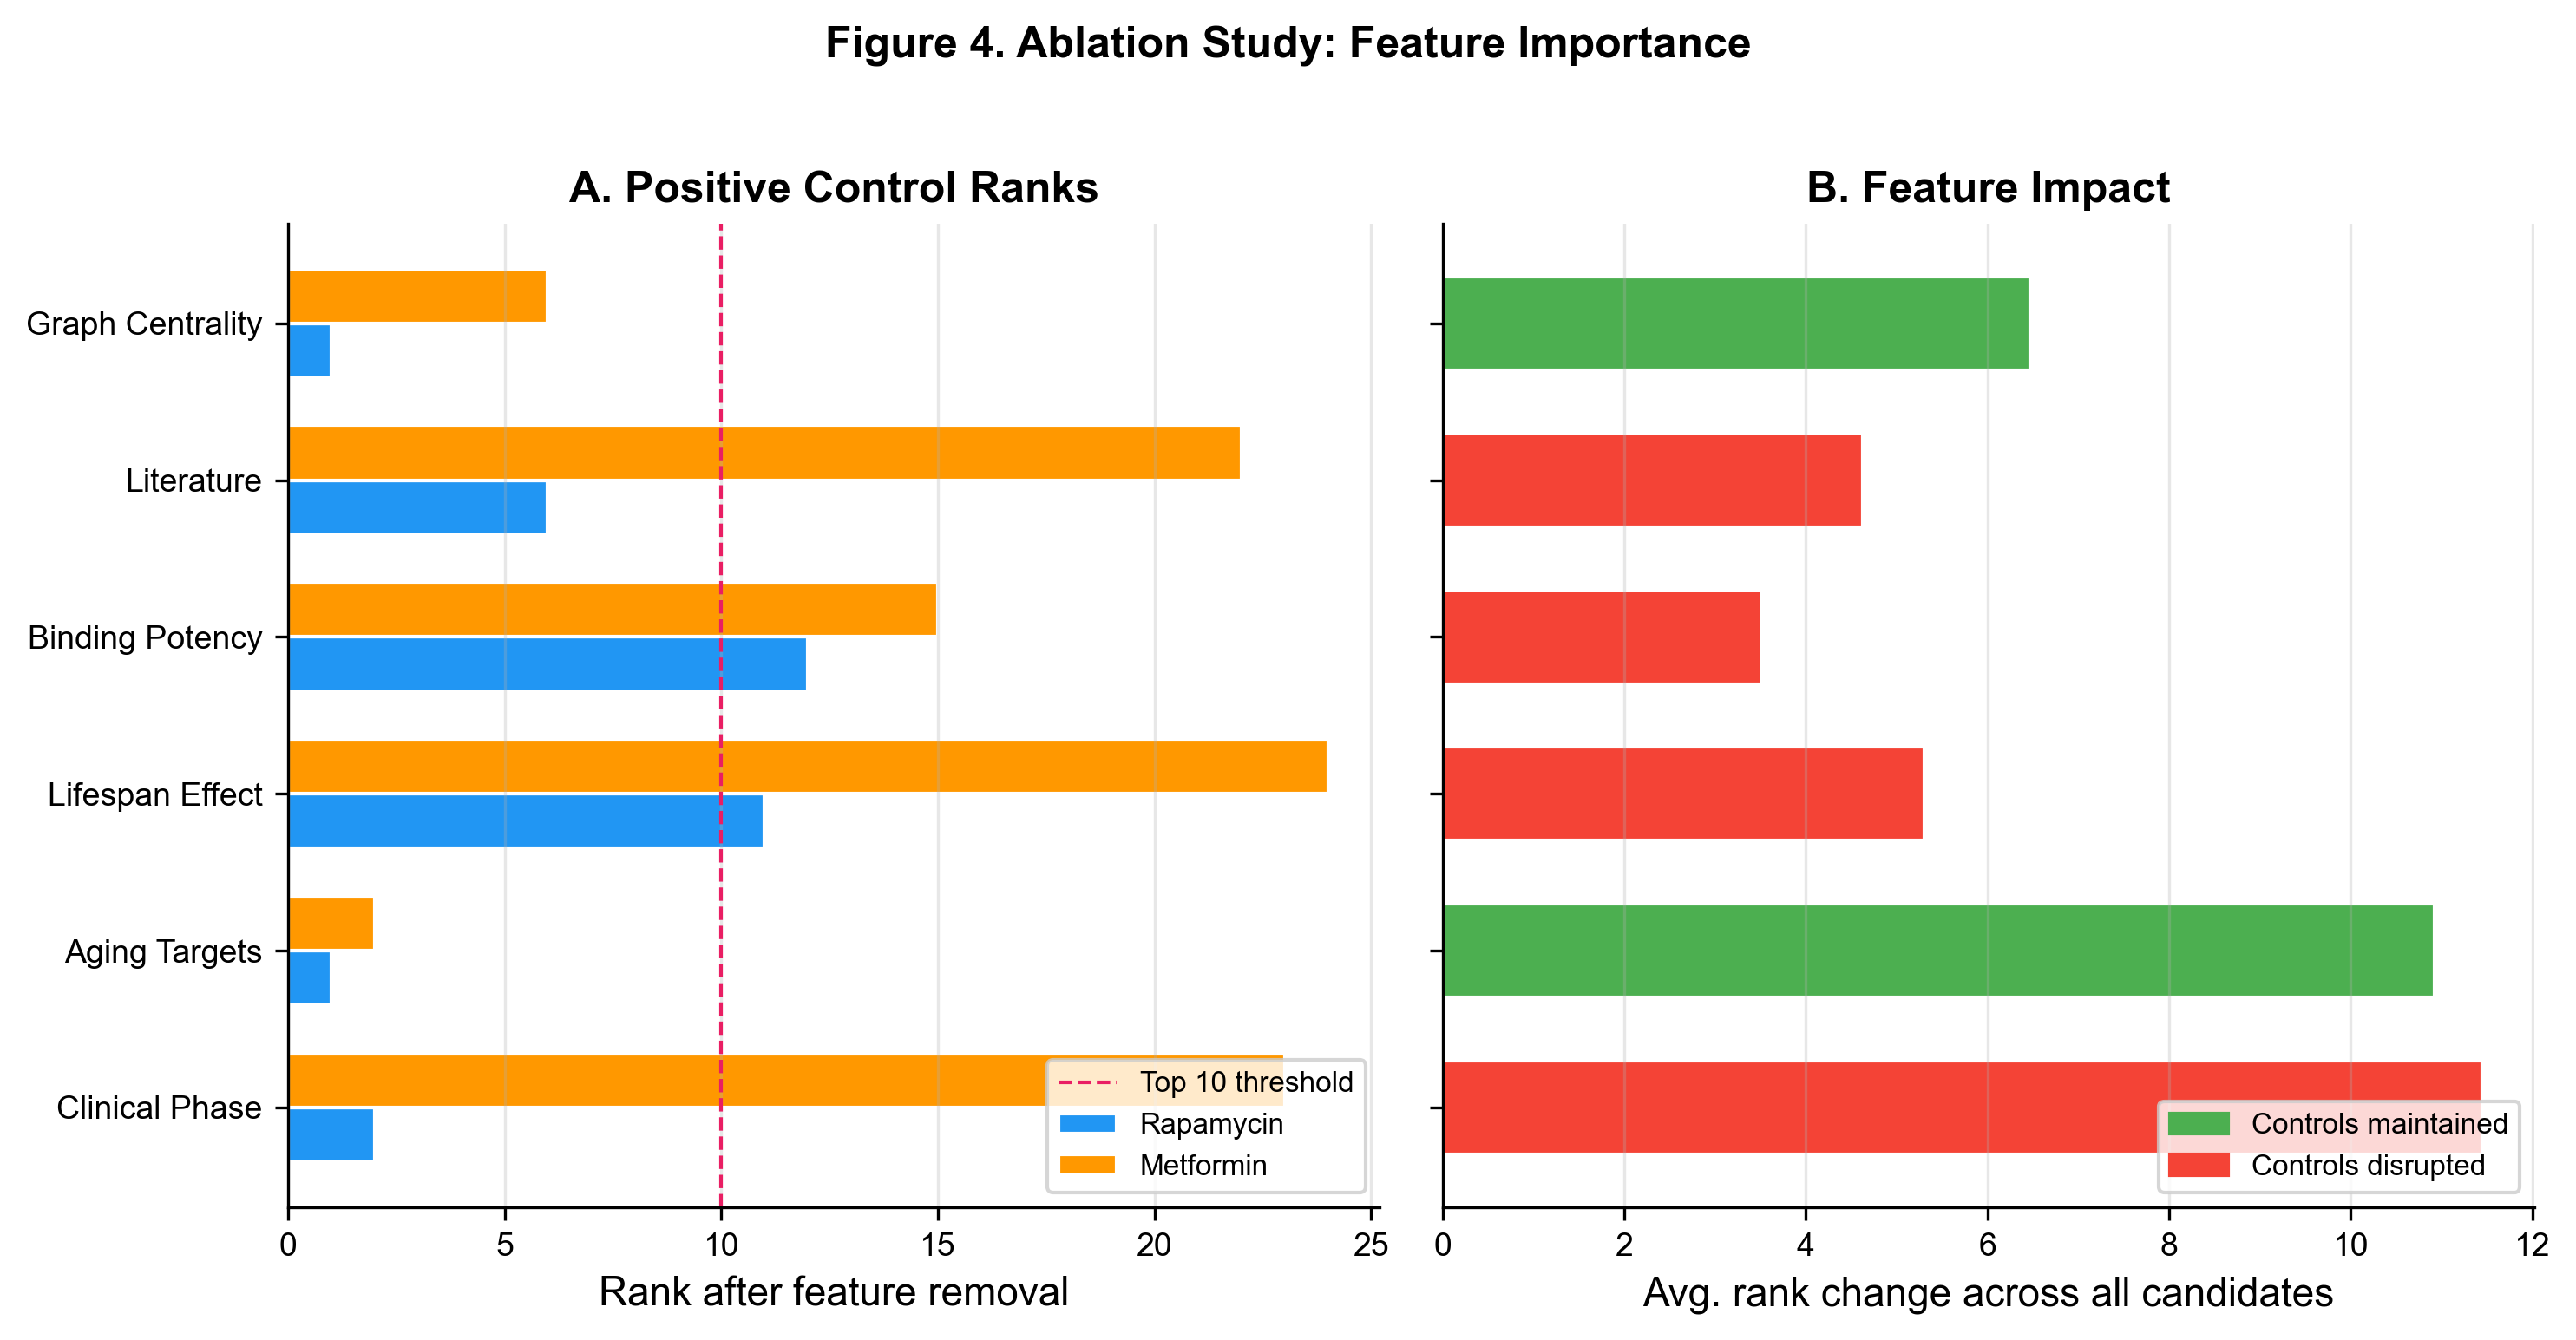 Figure 4. Ablation Study: Feature Importance
A. Positive Control Ranks
Graph Centrality
Literature
Binding Potency
Lifespan Effect
Aging Targets
Clinical Phase
Top 10 threshold
Rapamycin
Metformin
0 5 10 15 20 25
Rank after feature removal
B. Feature Impact
Controls maintained
Controls disrupted
0 2 4 6 8 10 12
Avg. rank change across all candidates